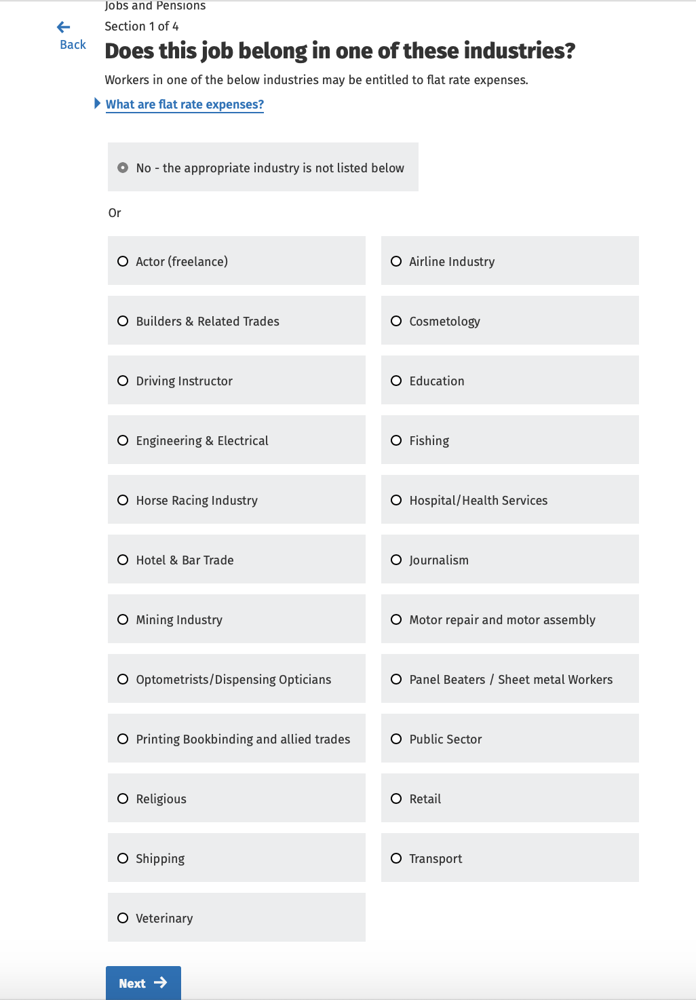 Jobs and Pensions
Section 1 of 4
Back
Does this job belong in one of these industries?
Workers in one of the below industries may be entitled to flat rate expenses.
What are flat rate expenses?
No - the appropriate industry is not listed below
Or
Actor (freelance)
Airline Industry
Builders & Related Trades
Cosmetology
Driving Instructor
Education
Engineering & Electrical
Fishing
Horse Racing Industry
Hospital/Health Services
Hotel & Bar Trade
Journalism
Mining Industry
Motor repair and motor assembly
Optometrists/Dispensing Opticians
Panel Beaters / Sheet metal Workers
Printing Bookbinding and allied trades
Public Sector
Religious
Retail
Shipping
Transport
Veterinary
Next